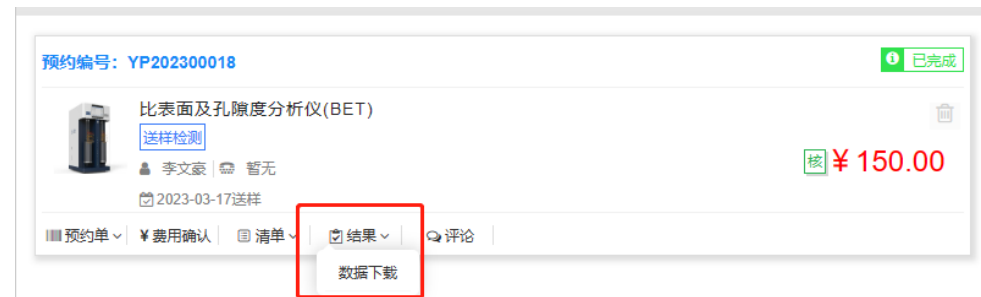 预约编号：YP202300018
已完成
比表面及孔隙度分析仪(BET)
送样检测
李文豪 暂无
核 ¥ 150.00
2023-03-17送样
预约单 ¥费用确认 清单 结果 评论
数据下载